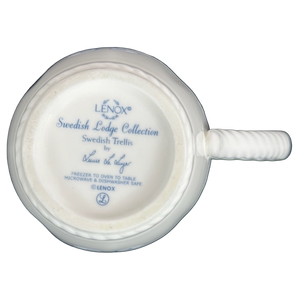 LENOX®
Swedish Lodge Collection
Swedish Trellis
by
FREEZER TO OVEN TO TABLE
MICROWAVE & DISHWASHER SAFE
©LENOX
L